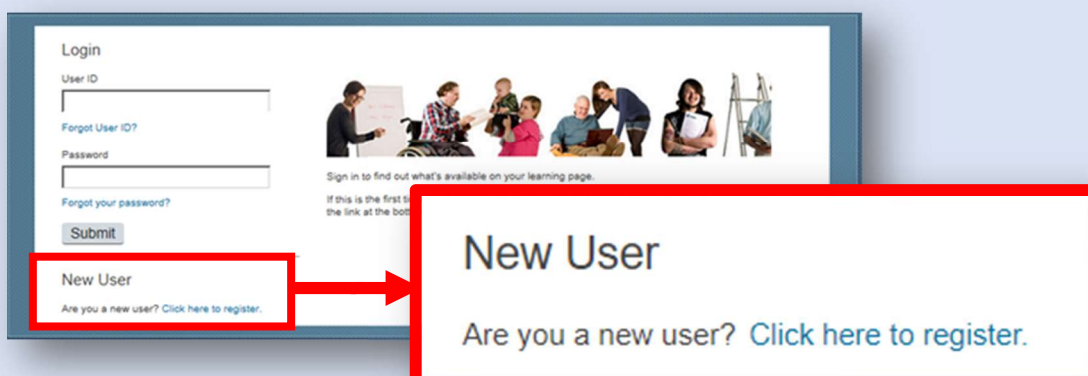 Login
User ID
Forgot User ID?
Password
Forgot your password?
Submit
New User
Are you a new user? Click here to register.
Sign in to find out what's available on your learning page.
If this is the first
the link at the
New User
Are you a new user? Click here to register.